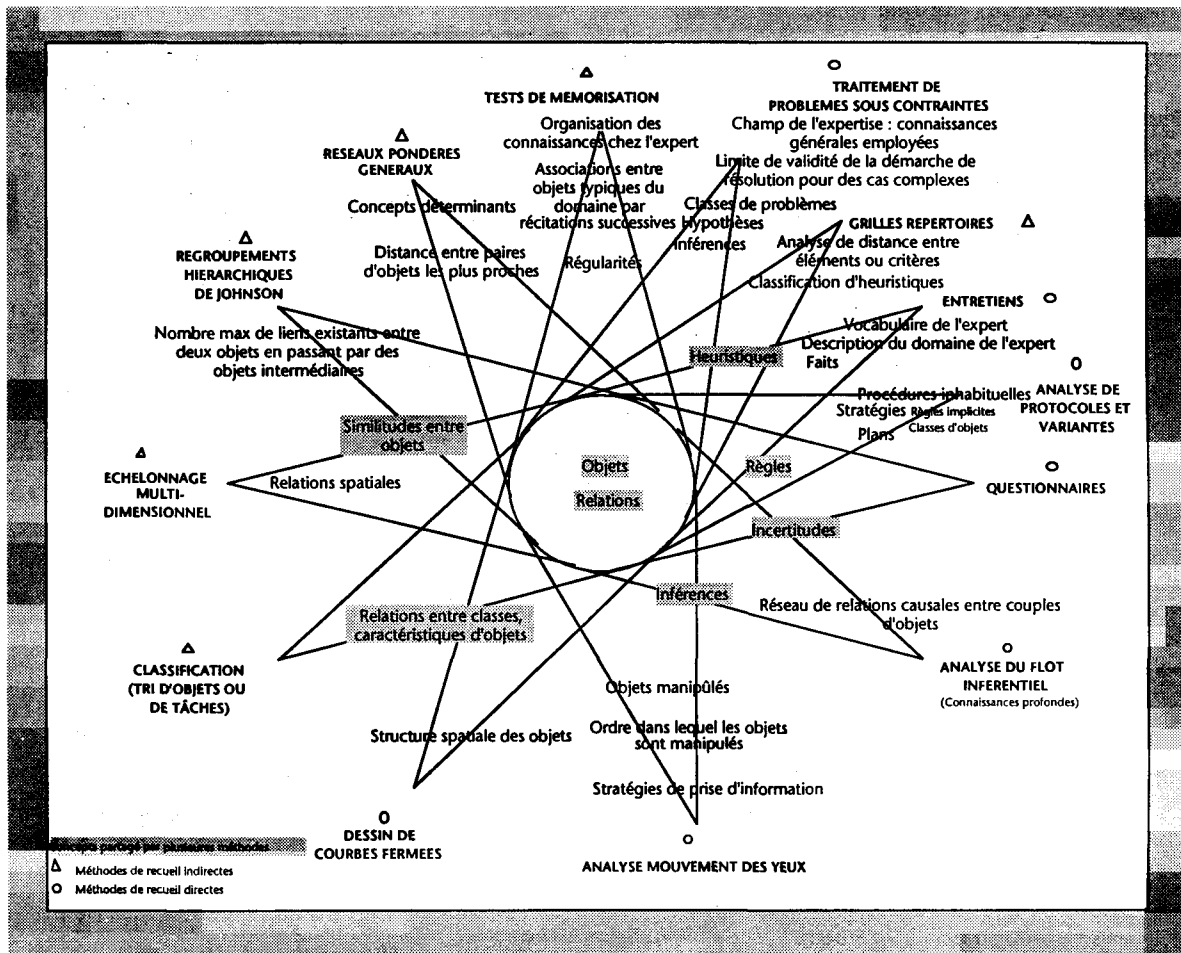 TESTS DE MEMORISATION
Organisation des
connaissances chez l'expert
Associations entre
objets typiques du
domaine par
récitations successives
Régularités
TRAITEMENT DE
PROBLEMES SOUS CONTRAINTES
Champ de l'expertise : connaissances
générales employées
Limite de validité de la démarche de
résolution pour des cas complexes
Classes de problèmes
Hypothèses
Inférences
RESEAUX PONDERES
GENERAUX
Concepts déterminants
Distance entre paires
d'objets les plus proches
GRILLES REPERTOIRES
Analyse de distance entre
éléments ou critères
Classification d'heuristiques
REGROUPEMENTS
HIERARCHIQUES
DE JOHNSON
Nombre max de liens existants entre
deux objets en passant par des
objets intermédiaires
ENTRETIENS
Vocabulaire de l'expert
Description du domaine de l'expert
Faits
Heuristiques
ANALYSE DE
PROTOCOLES ET
VARIANTES
Procédures inhabituelles
Stratégies Règles implicites
Classes d'objets
Plans
Similitudes entre
objets
Objets
Relations
Règles
ECHELONNAGE
MULTI-
DIMENSIONNEL
Relations spatiales
QUESTIONNAIRES
Incertitudes
Inférences
Relations entre classes,
caractéristiques d'objets
Réseau de relations causales entre couples
d'objets
CLASSIFICATION
(TRI D'OBJETS OU
DE TÂCHES)
ANALYSE DU FLOT
INFERENTIEL
(Connaissances profondes)
Objets manipûlés
Structure spatiale des objets
Ordre dans lequel les objets
sont manipulés
Stratégies de prise d'information
DESSIN DE
COURBES FERMEES
ANALYSE MOUVEMENT DES YEUX
Concepts partagé par plusieures méthodes
Méthodes de recueil indirectes
Méthodes de recueil directes